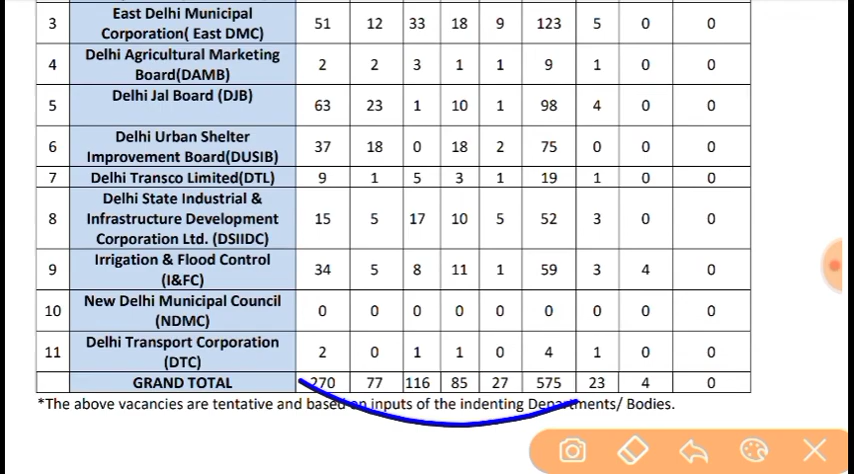 3 East Delhi Municipal Corporation( East DMC) 51 12 33 18 9 123 5 0 0
4 Delhi Agricultural Marketing Board(DAMB) 2 2 3 1 1 9 1 0 0
5 Delhi Jal Board (DJB) 63 23 1 10 1 98 4 0 0
6 Delhi Urban Shelter Improvement Board(DUSIB) 37 18 0 18 2 75 0 0 0
7 Delhi Transco Limited(DTL) 9 1 5 3 1 19 1 0 0
8 Delhi State Industrial & Infrastructure Development Corporation Ltd. (DSIIDC) 15 5 17 10 5 52 3 0 0
9 Irrigation & Flood Control (I&FC) 34 5 8 11 1 59 3 4 0
10 New Delhi Municipal Council (NDMC) 0 0 0 0 0 0 0 0 0
11 Delhi Transport Corporation (DTC) 2 0 1 1 0 4 1 0 0
GRAND TOTAL 270 77 116 85 27 575 23 4 0
*The above vacancies are tentative and based on inputs of the indenting Departments/ Bodies.